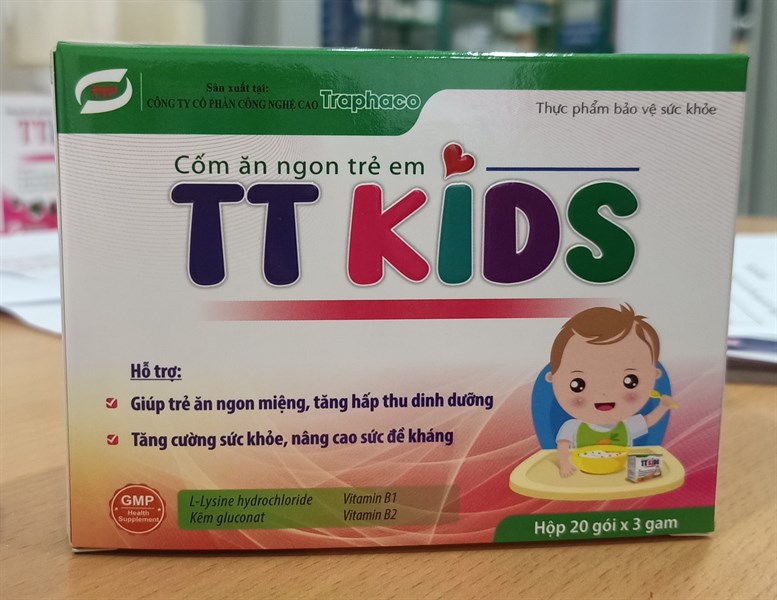 Sản xuất tại:
CÔNG TY CỔ PHẦN CÔNG NGHỆ CAO Traphaco
Thực phẩm bảo vệ sức khỏe
Cốm ăn ngon trẻ em
TT KiDS
Hỗ trợ:
Giúp trẻ ăn ngon miệng, tăng hấp thu dinh dưỡng
Tăng cường sức khỏe, nâng cao sức đề kháng
GMP
Health
Supplement
L-Lysine hydrochloride Vitamin B1
Kẽm gluconat Vitamin B2
TT KiDS
Hộp 20 gói x 3 gam